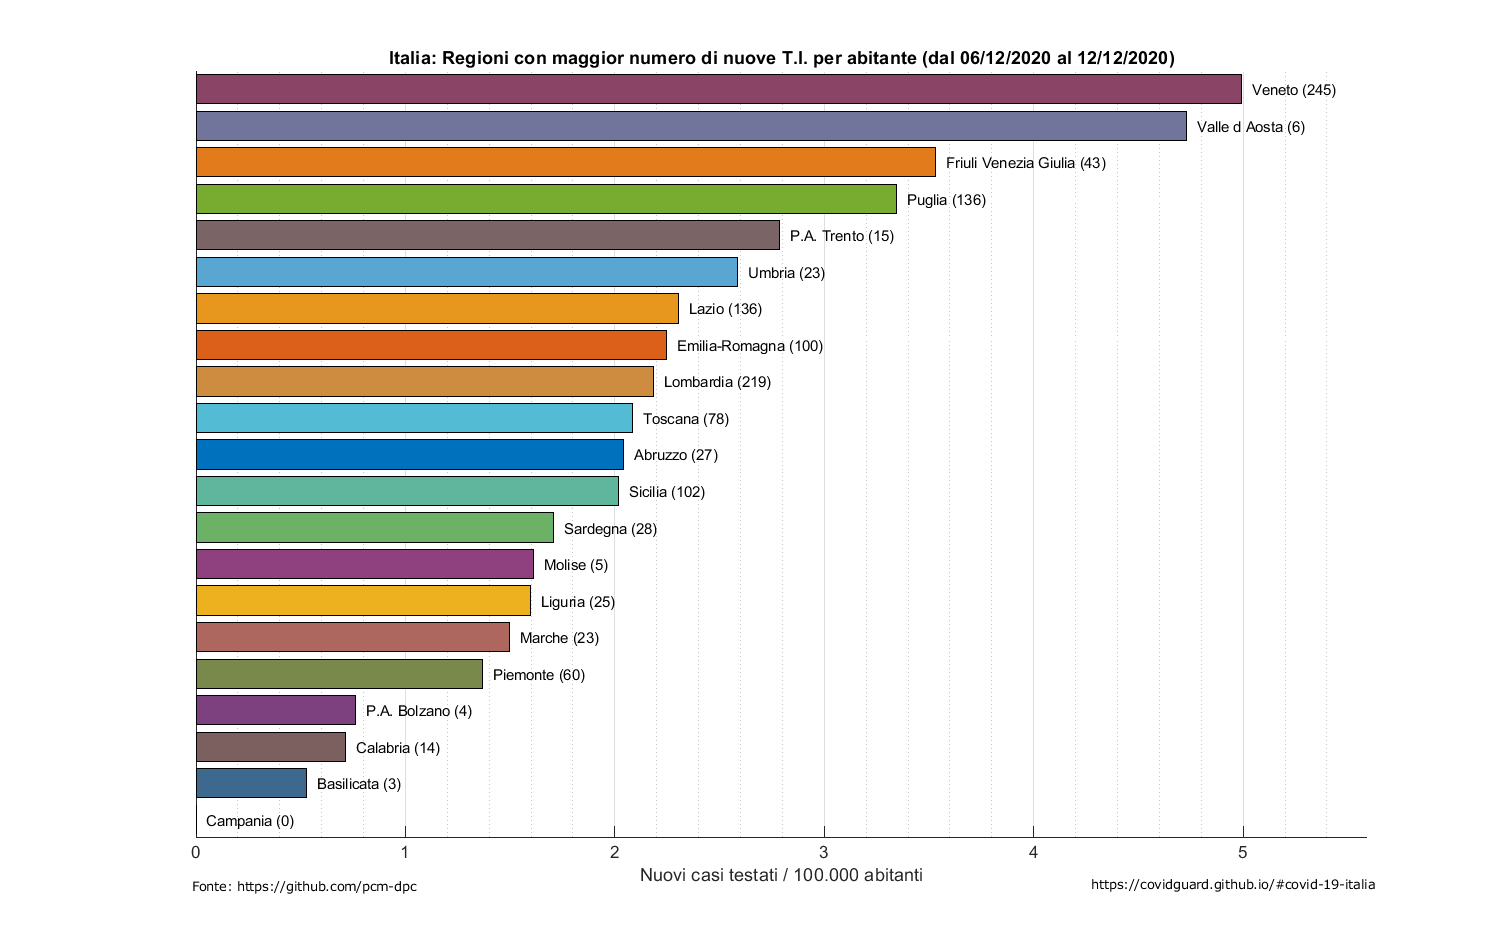 Italia: Regioni con maggior numero di nuove T.I. per abitante (dal 06/12/2020 al 12/12/2020)
Veneto (245)
Valle d Aosta (6)
Friuli Venezia Giulia (43)
Puglia (136)
P.A. Trento (15)
Umbria (23)
Lazio (136)
Emilia-Romagna (100)
Lombardia (219)
Toscana (78)
Abruzzo (27)
Sicilia (102)
Sardegna (28)
Molise (5)
Liguria (25)
Marche (23)
Piemonte (60)
P.A. Bolzano (4)
Calabria (14)
Basilicata (3)
Campania (0)
0 1 2 3 4 5
Nuovi casi testati / 100.000 abitanti
Fonte: https://github.com/pcm-dpc
https://covidguard.github.io/#covid-19-italia